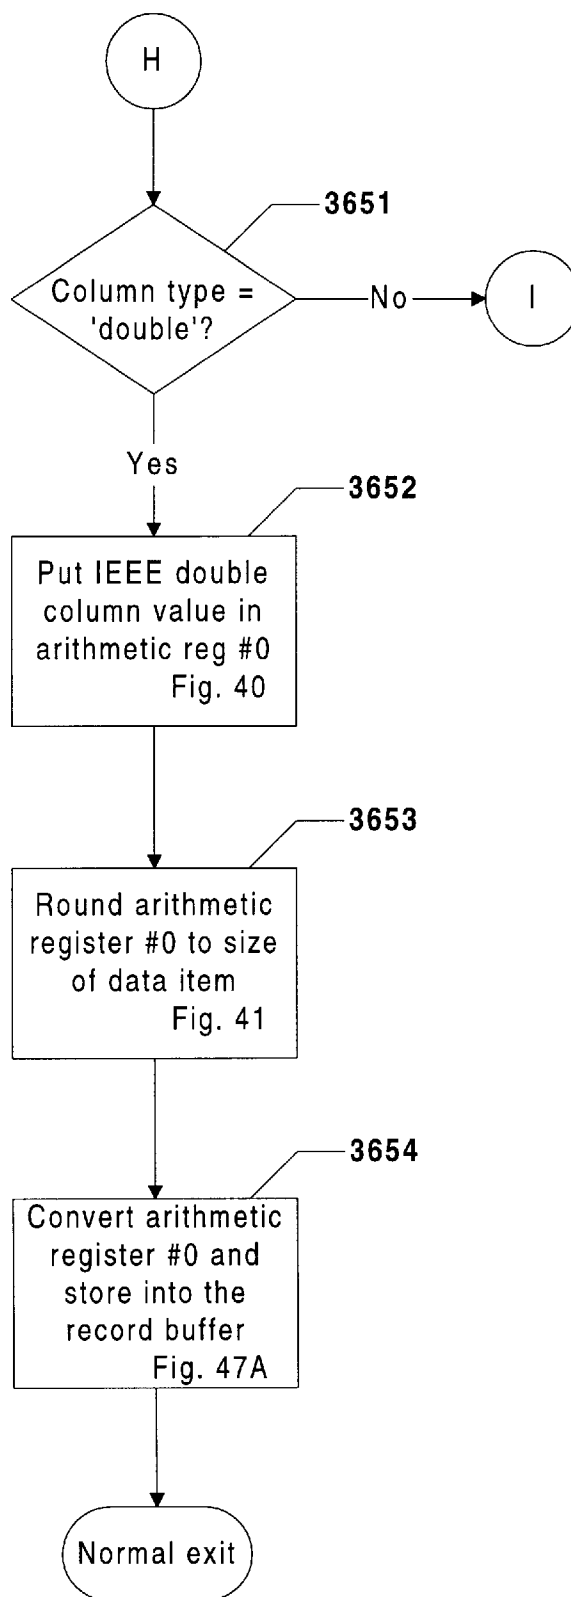 H
3651
Column type =
'double'?
No
I
Yes
3652
Put IEEE double
column value in
arithmetic reg #0
Fig. 40
3653
Round arithmetic
register #0 to size
of data item
Fig. 41
3654
Convert arithmetic
register #0 and
store into the
record buffer
Fig. 47A
Normal exit